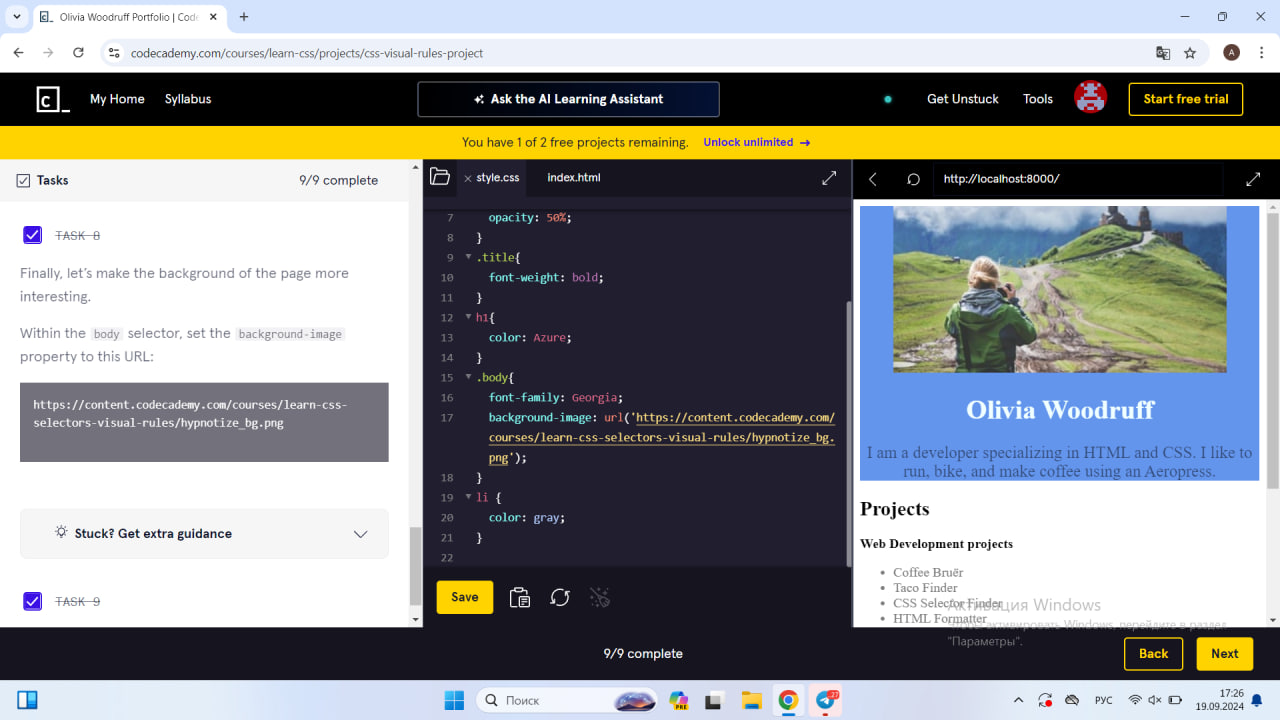 Olivia Woodruff Portfolio | Cod
codecademy.com/courses/learn-css/projects/css-visual-rules-project
A
c_
My Home
Syllabus
Ask the AI Learning Assistant
Get Unstuck
Tools
Start free trial
You have 1 of 2 free projects remaining.
Unlock unlimited →
Tasks
9/9 complete
TASK 8
Finally, let’s make the background of the page more
interesting.
Within the body selector, set the background-image
property to this URL:
https://content.codecademy.com/courses/learn-css-
selectors-visual-rules/hypnotize_bg.png
Stuck? Get extra guidance
TASK 9
style.css
index.html
7 opacity: 50%;
8 }
9 .title{
10 font-weight: bold;
11 }
12 h1{
13 color: Azure;
14 }
15 .body{
16 font-family: Georgia;
17 background-image: url('https://content.codecademy.com/
courses/learn-css-selectors-visual-rules/hypnotize_bg.
png');
18 }
19 li {
20 color: gray;
21 }
22
Save
http://localhost:8000/
Olivia Woodruff
I am a developer specializing in HTML and CSS. I like to
run, bike, and make coffee using an Aeropress.
Projects
Web Development projects
• Coffee Bruër
• Taco Finder
• CSS Selector Finder
• HTML Formatter
Активация Windows
Чтобы активировать Windows, перейдите в раздел
"Параметры".
9/9 complete
Back
Next
Поиск
PRE
27
РУС
17:26
19.09.2024